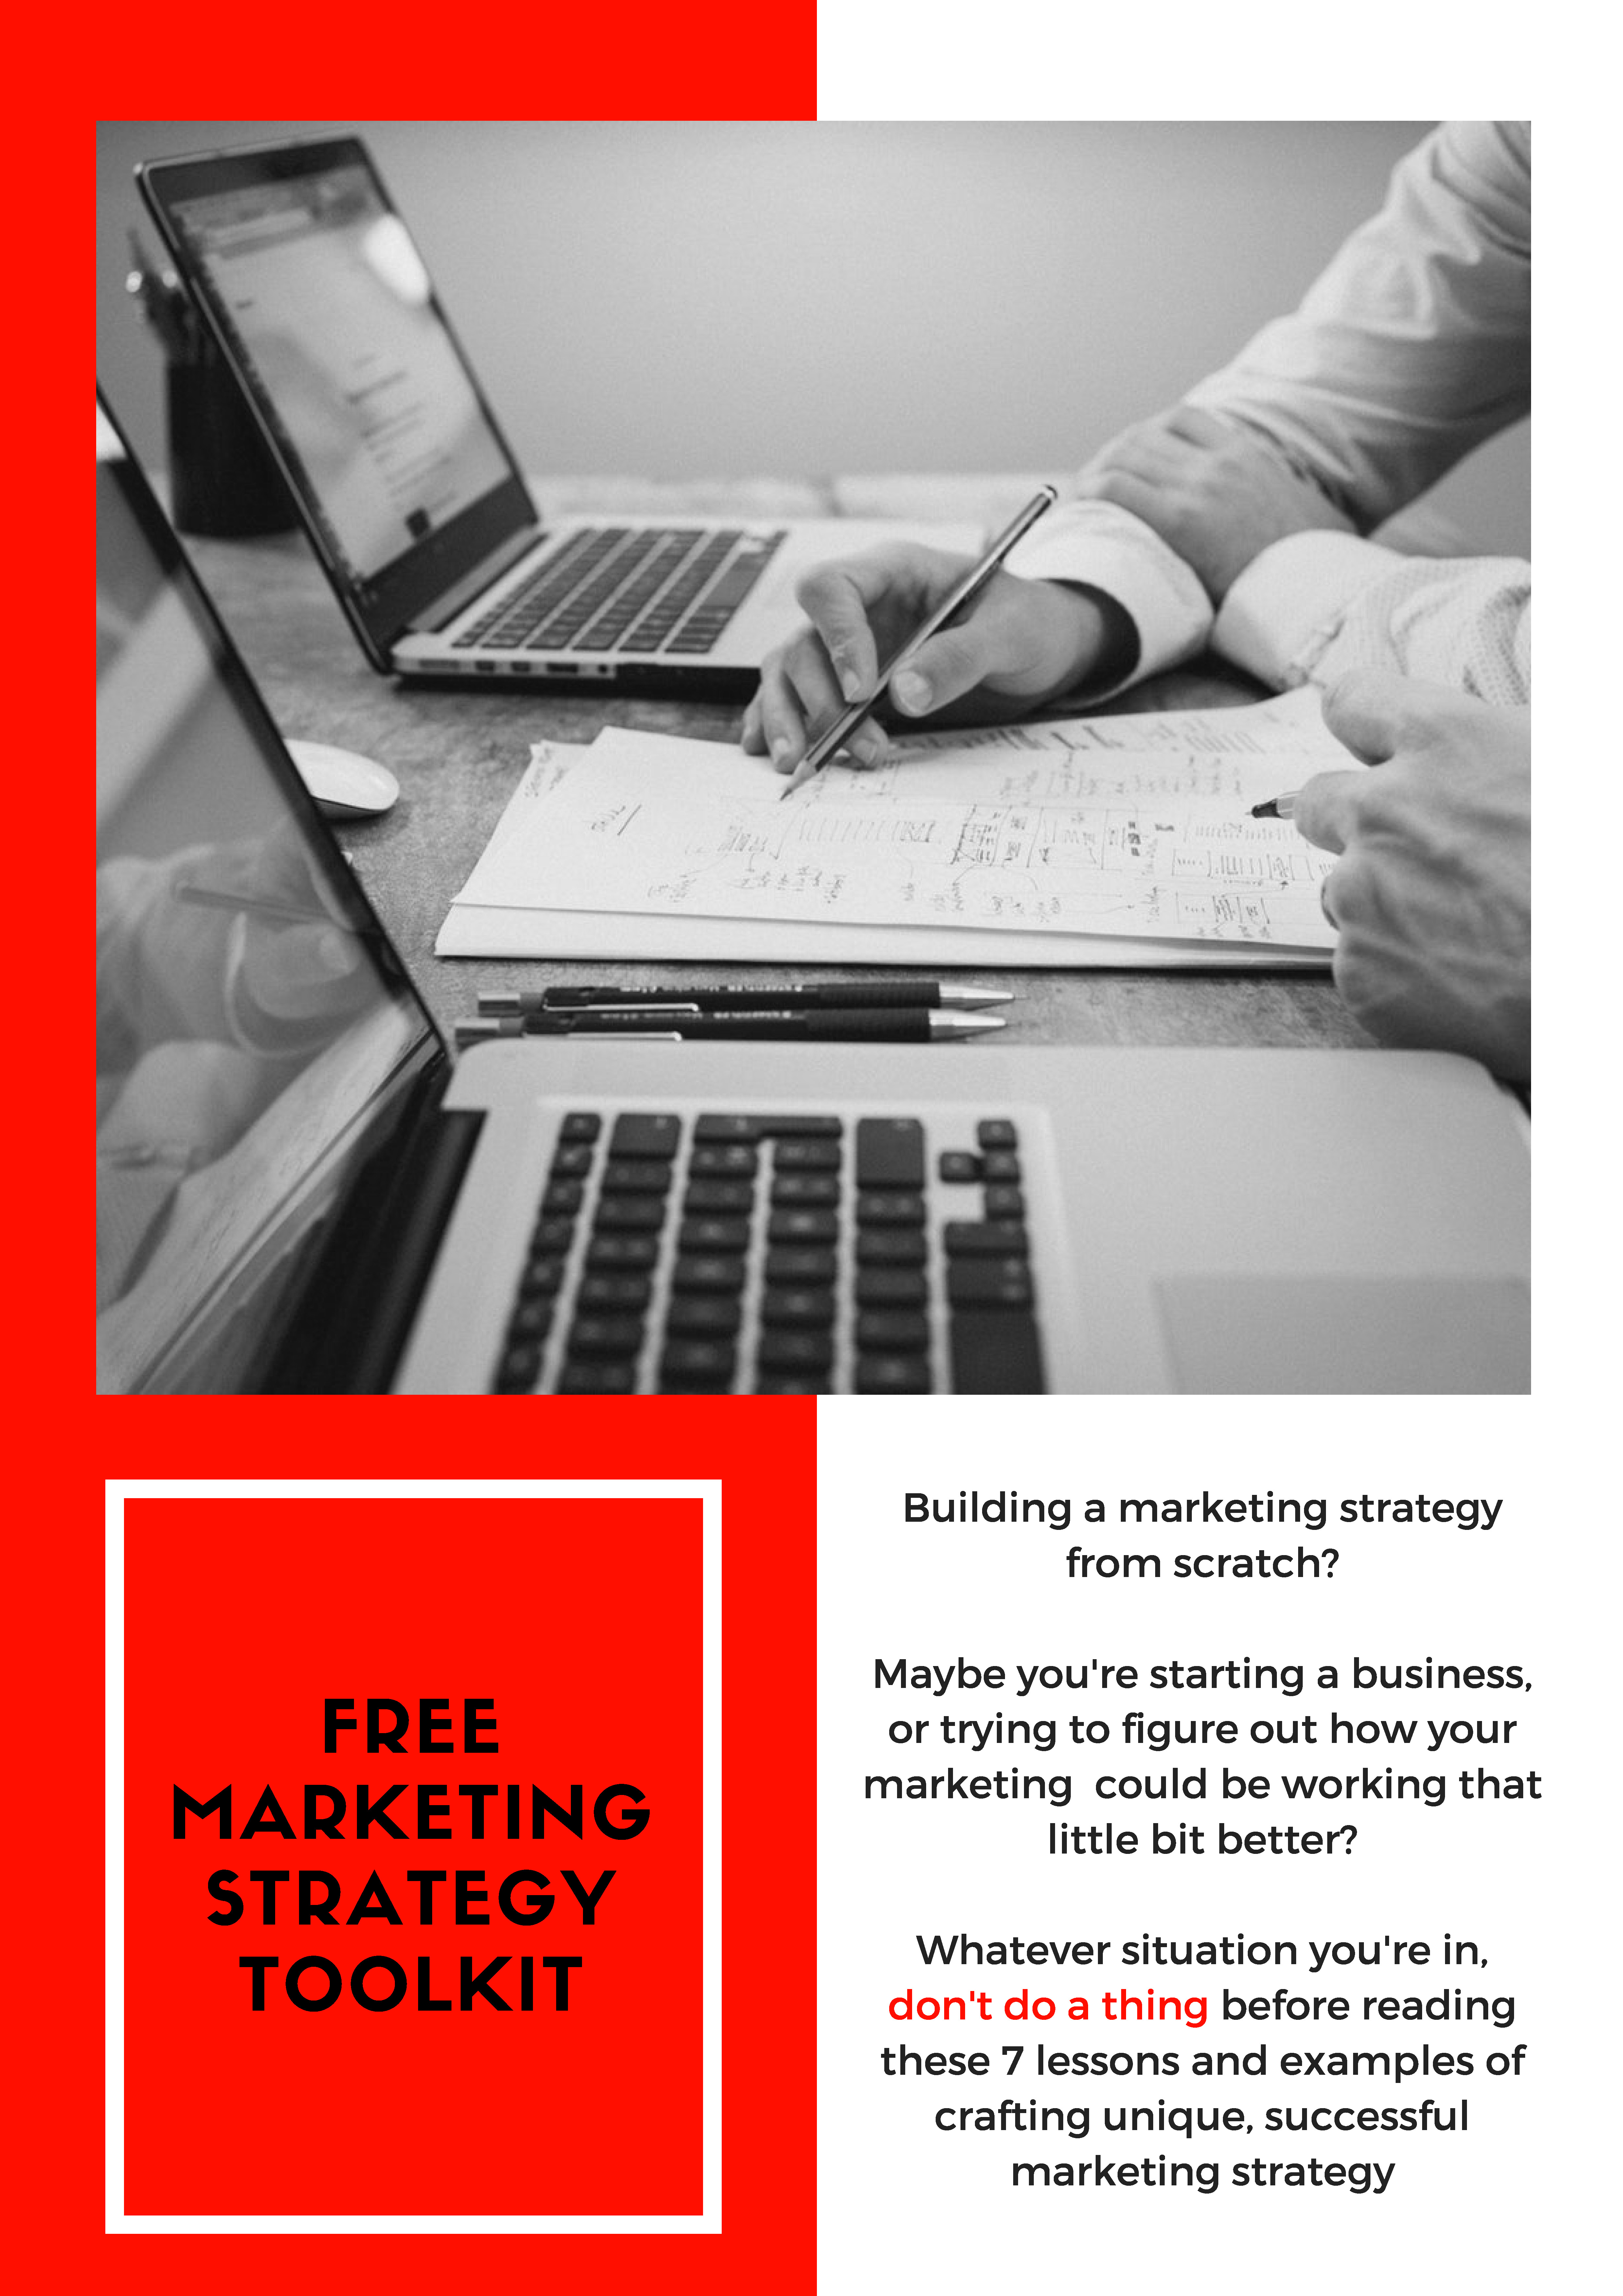 FREE
MARKETING
STRATEGY
TOOLKIT
Building a marketing strategy
from scratch?
Maybe you're starting a business,
or trying to figure out how your
marketing  could be working that
little bit better?
Whatever situation you're in,
don't do a thing before reading
these 7 lessons and examples of
crafting unique, successful
marketing strategy